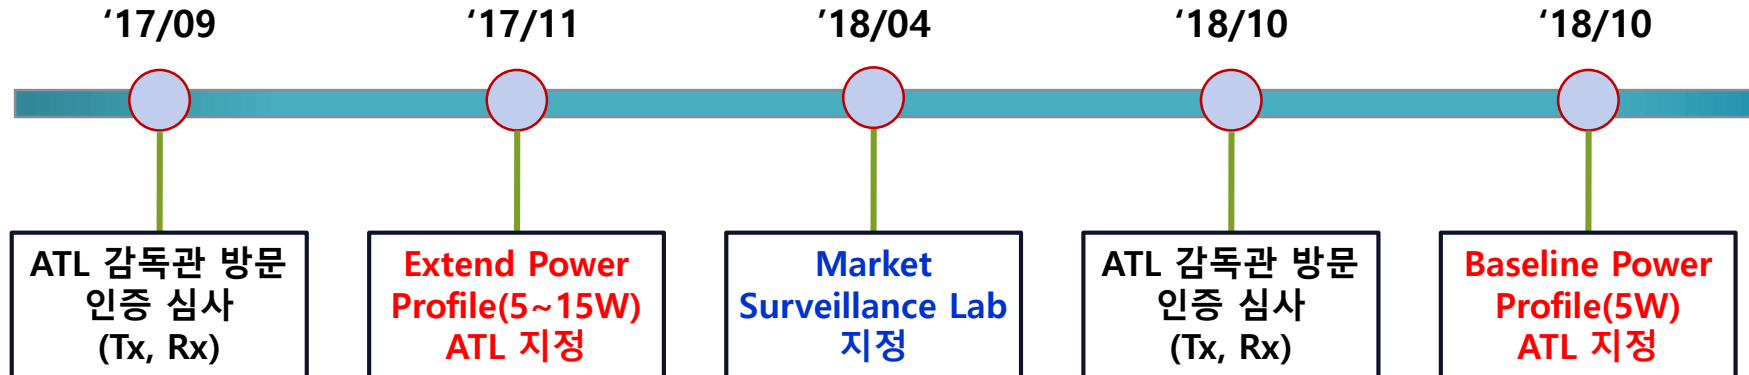 ‘17/09
‘17/11
’18/04
‘18/10
‘18/10
ATL 감독관 방문
인증 심사
(Tx, Rx)
Extend Power
Profile(5~15W)
ATL 지정
Market
Surveillance Lab
지정
ATL 감독관 방문
인증 심사
(Tx, Rx)
Baseline Power
Profile(5W)
ATL 지정